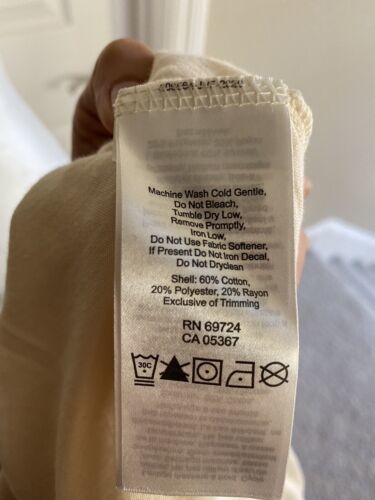 Machine Wash Cold Gentle,
Do Not Bleach,
Tumble Dry Low,
Remove Promptly,
Iron Low,
Do Not Use Fabric Softener,
If Present Do Not Iron Decal,
Do Not Dryclean
Shell: 60% Cotton,
20% Polyester, 20% Rayon
Exclusive of Trimming
RN 69724
CA 05367
30C